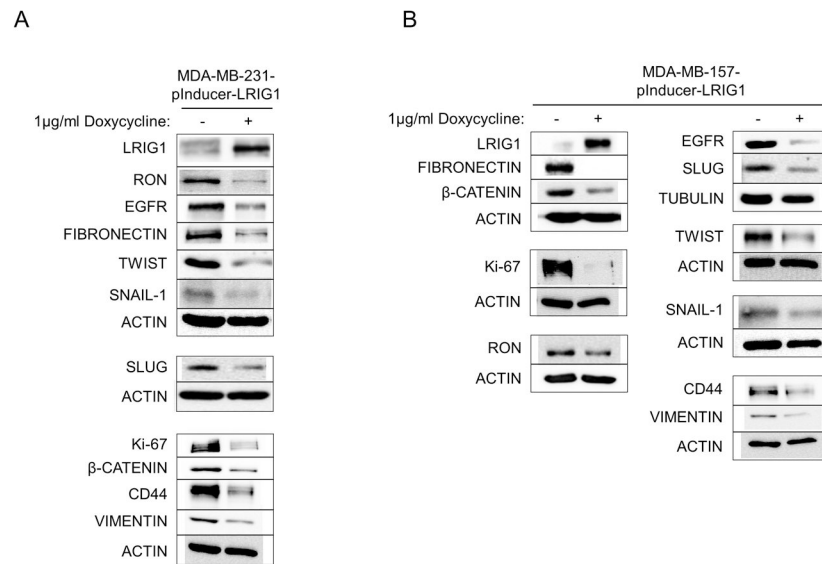 A
MDA-MB-231-
pInducer-LRIG1
1µg/ml Doxycycline: - +
LRIG1
RON
EGFR
FIBRONECTIN
TWIST
SNAIL-1
ACTIN
SLUG
ACTIN
Ki-67
β-CATENIN
CD44
VIMENTIN
ACTIN
B
MDA-MB-157-
pInducer-LRIG1
1µg/ml Doxycycline: - +
LRIG1
FIBRONECTIN
β-CATENIN
ACTIN
Ki-67
ACTIN
RON
ACTIN
- +
EGFR
SLUG
TUBULIN
TWIST
ACTIN
SNAIL-1
ACTIN
CD44
VIMENTIN
ACTIN